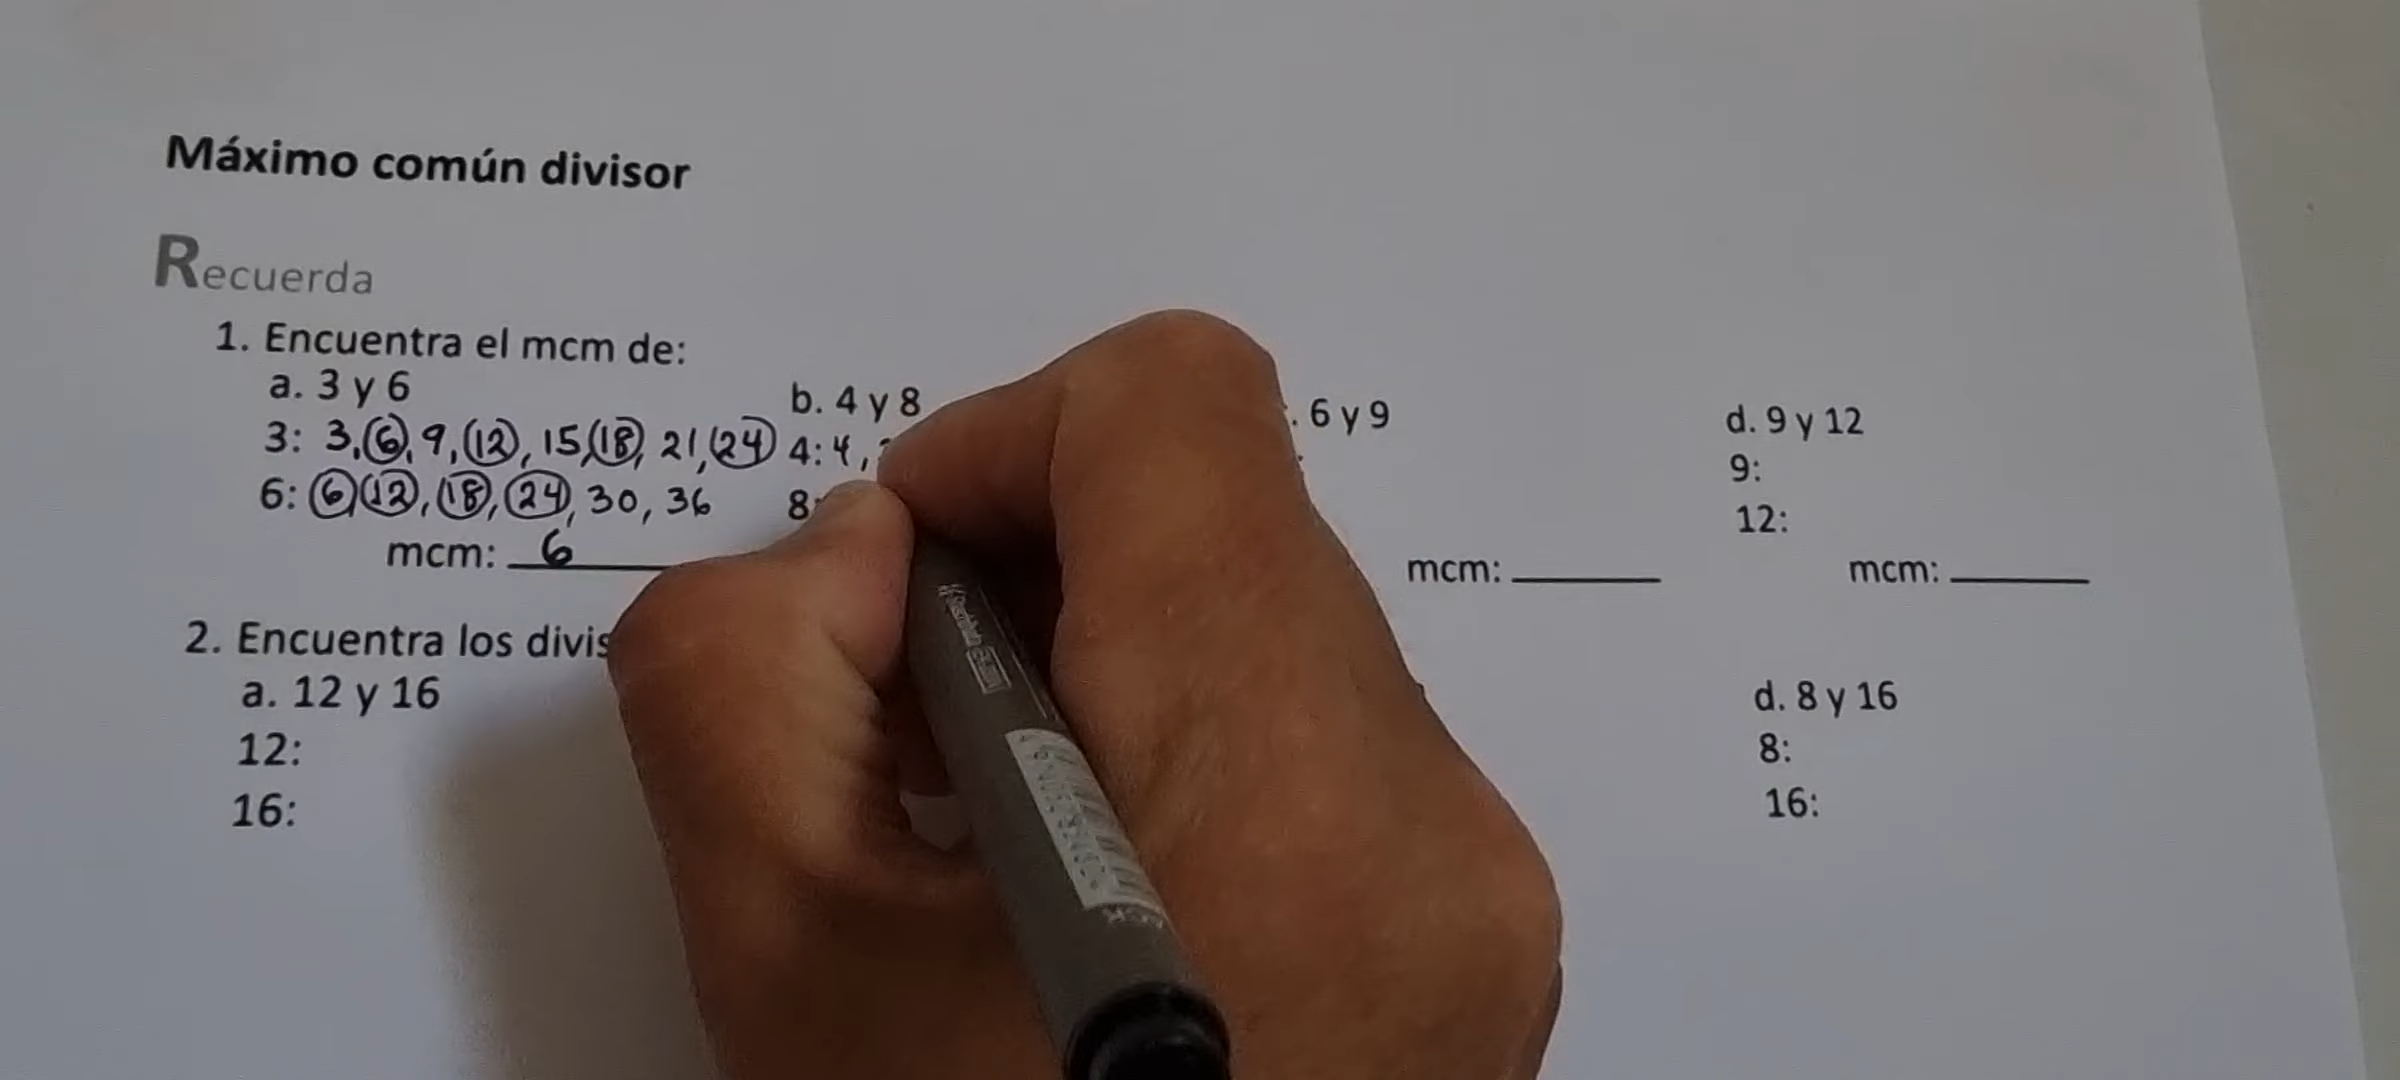 Máximo común divisor
Recuerda
1. Encuentra el mcm de:
a. 3 y 6
3: 3, 6, 9, 12, 15, 18, 21, 24
6: 6, 12, 18, 24, 30, 36
mcm: 6
b. 4 y 8
4: 4,
8:
. 6 y 9
mcm:
d. 9 y 12
9:
12:
mcm:
2. Encuentra los
a. 12 y 16
12:
16:
d. 8 y 16
8:
16: